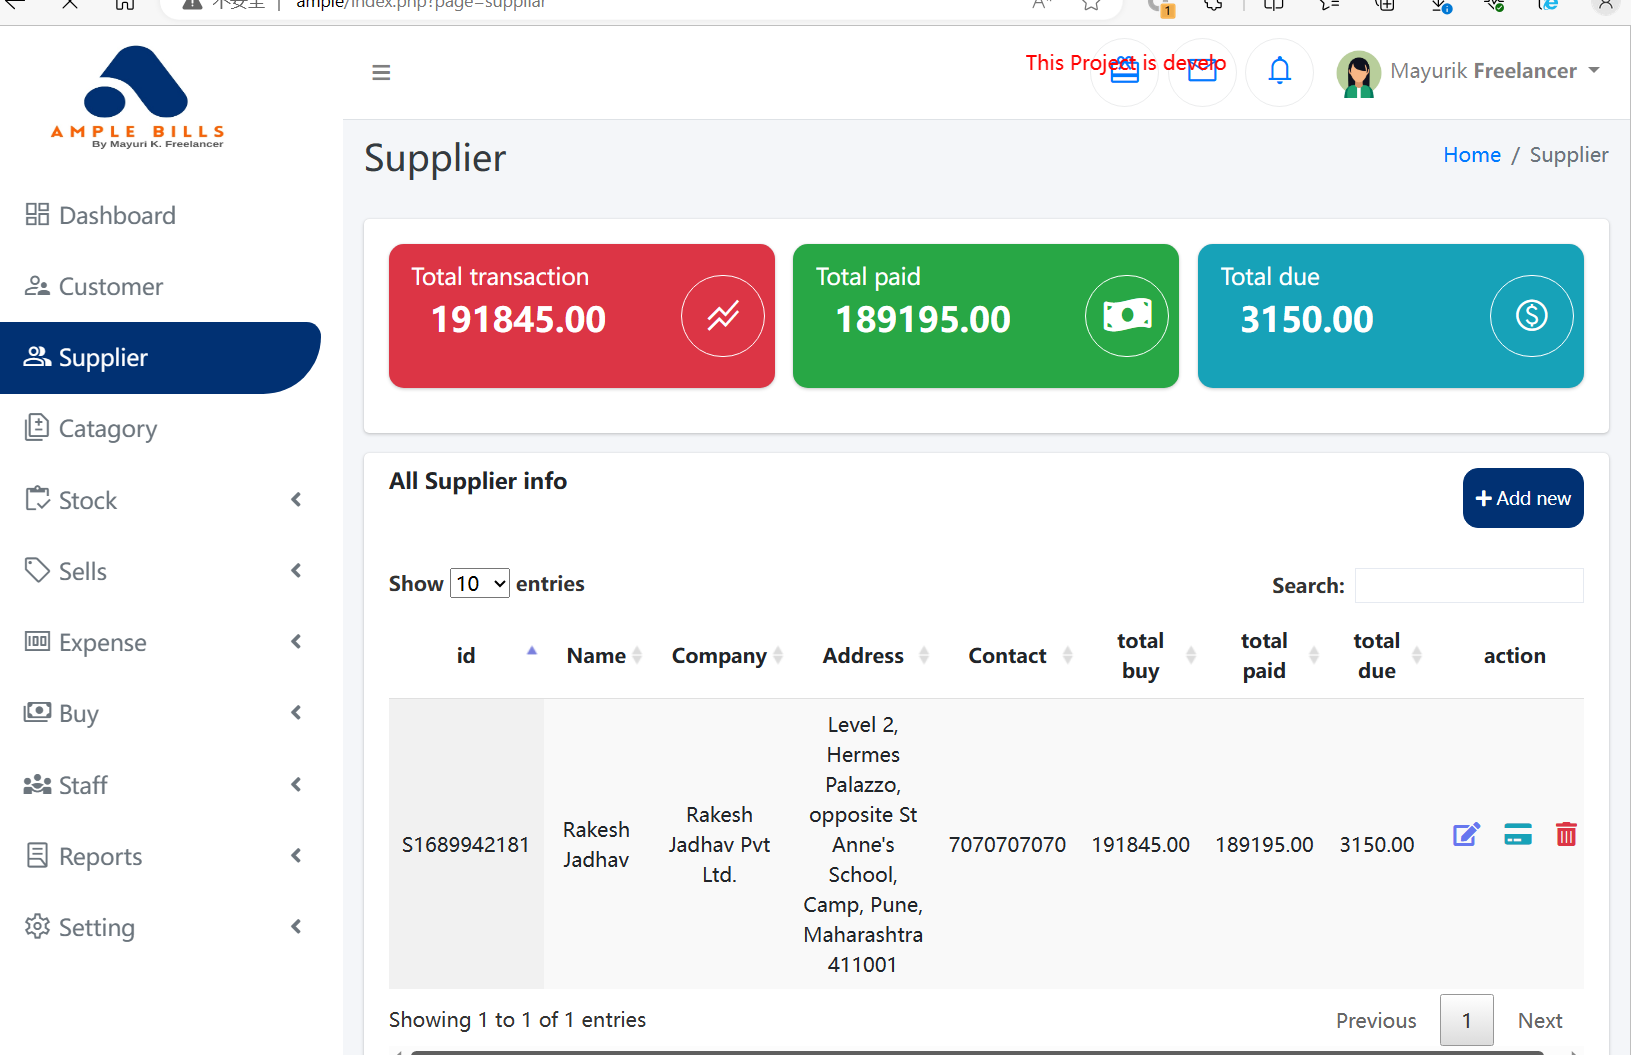 不安全 | ample/index.php?page=suppliar
1
AMPLE BILLS
By Mayuri K. Freelancer
This Project is develo
Mayurik Freelancer
Supplier
Home / Supplier
Dashboard
Customer
Supplier
Catagory
Stock
Sells
Expense
Buy
Staff
Reports
Setting
Total transaction
191845.00
Total paid
189195.00
Total due
3150.00
All Supplier info
+ Add new
Show 10 entries
Search:
id Name Company Address Contact total buy total paid total due action
S1689942181
Rakesh
Jadhav
Rakesh
Jadhav Pvt
Ltd.
Level 2,
Hermes
Palazzo,
opposite St
Anne's
School,
Camp, Pune,
Maharashtra
411001
7070707070
191845.00
189195.00
3150.00
Showing 1 to 1 of 1 entries
Previous 1 Next